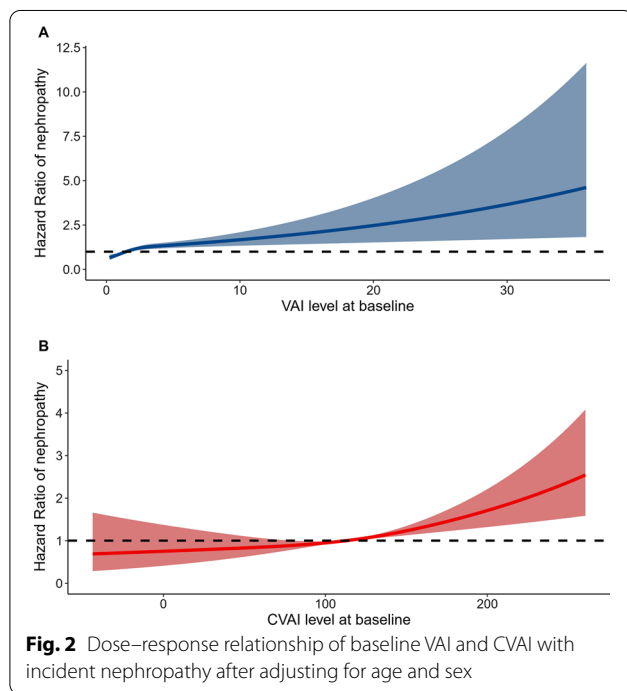 A
12.5
10.0
7.5
5.0
2.5
0.0
Hazard Ratio of nephropathy
0 10 20 30
VAI level at baseline
B
5
4
3
2
1
0
Hazard Ratio of nephropathy
0 100 200
CVAI level at baseline
Fig. 2 Dose–response relationship of baseline VAI and CVAI with
incident nephropathy after adjusting for age and sex